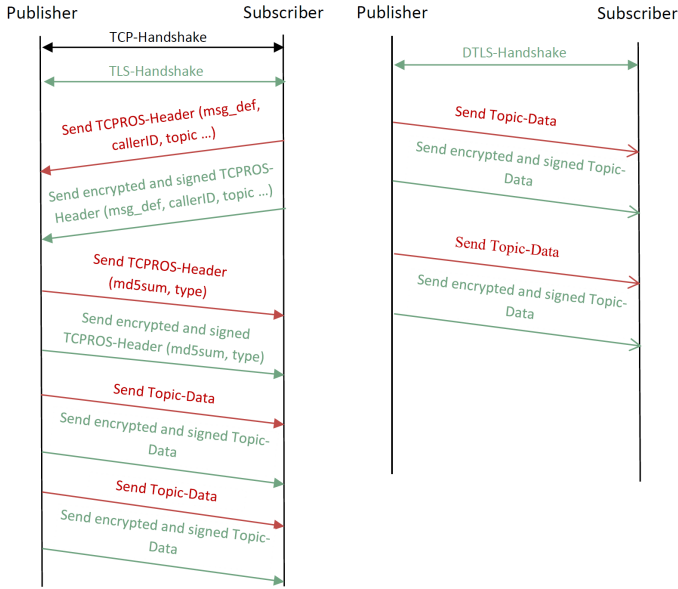 Publisher
Subscriber
TCP-Handshake
TLS-Handshake
Send TCPROS-Header (msg_def,
callerID, topic ...)
Send encrypted and signed TCPROS-
Header (msg_def, callerID, topic ...)
Send TCPROS-Header
(md5sum, type)
Send encrypted and signed
TCPROS-Header (md5sum, type)
Send Topic-Data
Send encrypted and signed Topic-
Data
Send Topic-Data
Send encrypted and signed Topic-
Data
Publisher
Subscriber
DTLS-Handshake
Send Topic-Data
Send encrypted and signed Topic-
Data
Send Topic-Data
Send encrypted and signed Topic-
Data